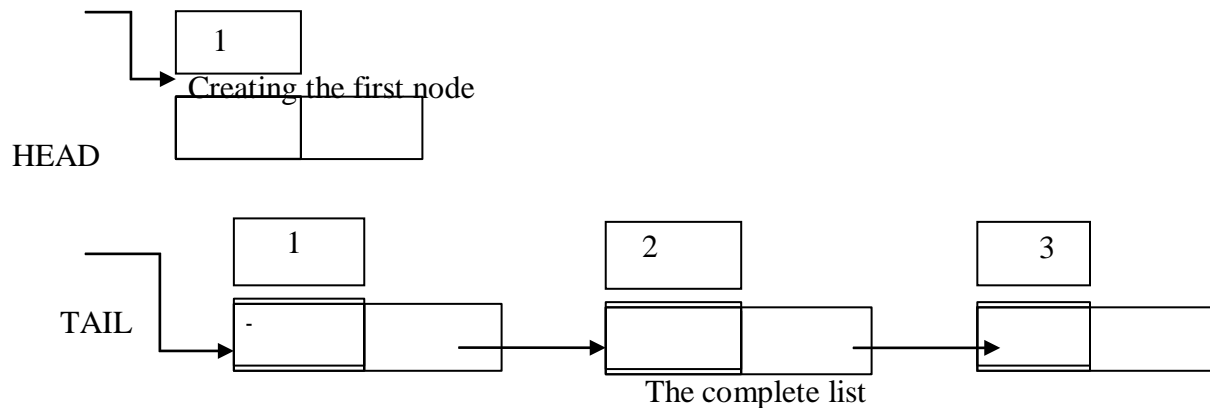 1
Creating the first node
HEAD
1 2 3
TAIL -
The complete list